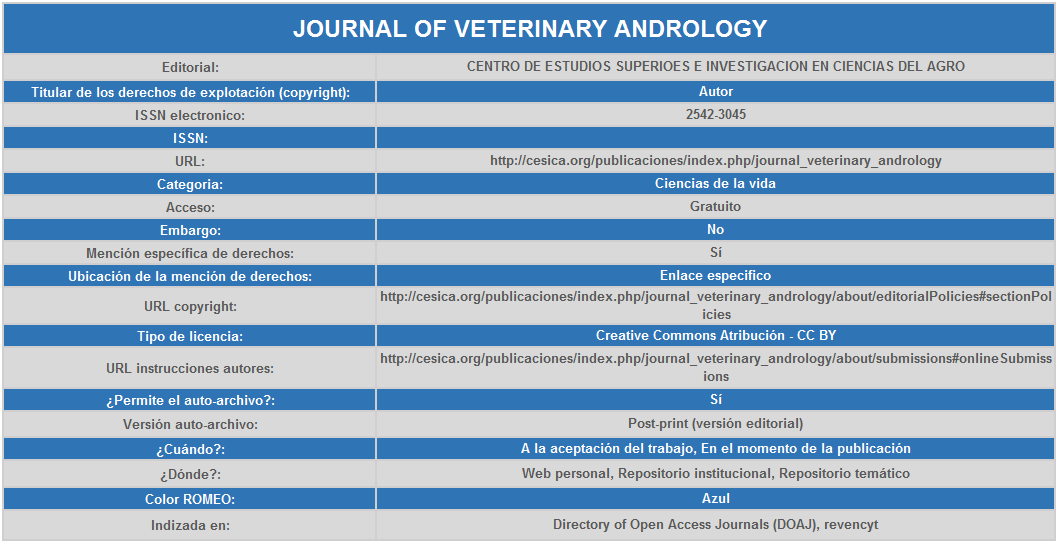 JOURNAL OF VETERINARY ANDROLOGY
Editorial: CENTRO DE ESTUDIOS SUPERIOES E INVESTIGACION EN CIENCIAS DEL AGRO
Titular de los derechos de explotación (copyright): Autor
ISSN electronico: 2542-3045
ISSN:
URL: http://cesica.org/publicaciones/index.php/journal_veterinary_andrology
Categoria: Ciencias de la vida
Acceso: Gratuito
Embargo: No
Mención específica de derechos: Sí
Ubicación de la mención de derechos: Enlace especifico
URL copyright: http://cesica.org/publicaciones/index.php/journal_veterinary_andrology/about/editorialPolicies#sectionPol
icies
Tipo de licencia: Creative Commons Atribución - CC BY
URL instrucciones autores: http://cesica.org/publicaciones/index.php/journal_veterinary_andrology/about/submissions#onlineSubmiss
ions
¿Permite el auto-archivo?: Sí
Versión auto-archivo: Post-print (versión editorial)
¿Cuándo?: A la aceptación del trabajo, En el momento de la publicación
¿Dónde?: Web personal, Repositorio institucional, Repositorio temático
Color ROMEO: Azul
Indizada en: Directory of Open Access Journals (DOAJ), revencyt